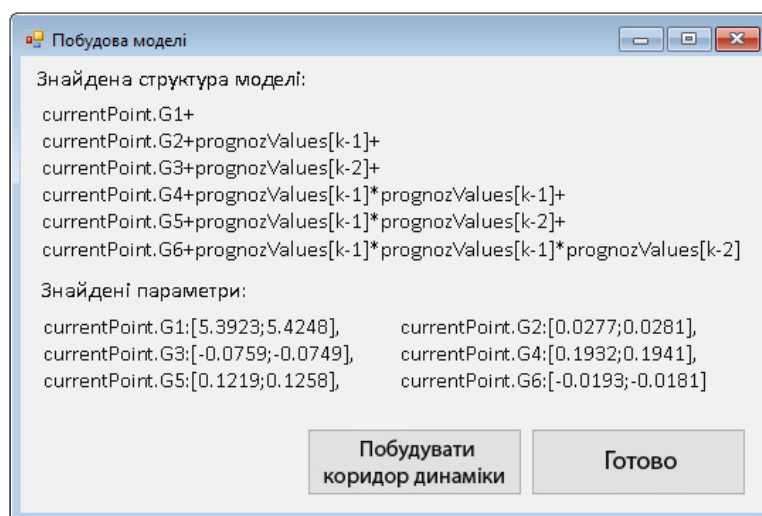 Побудова моделі
Знайдена структура моделі:
currentPoint.G1+
currentPoint.G2+prognozValues[k-1]+
currentPoint.G3+prognozValues[k-2]+
currentPoint.G4+prognozValues[k-1]*prognozValues[k-1]+
currentPoint.G5+prognozValues[k-1]*prognozValues[k-2]+
currentPoint.G6+prognozValues[k-1]*prognozValues[k-1]*prognozValues[k-2]
Знайдені параметри:
currentPoint.G1:[5.3923;5.4248], currentPoint.G2:[0.0277;0.0281],
currentPoint.G3:[-0.0759;-0.0749], currentPoint.G4:[0.1932;0.1941],
currentPoint.G5:[0.1219;0.1258], currentPoint.G6:[-0.0193;-0.0181]
Побудувати
коридор динаміки
Готово